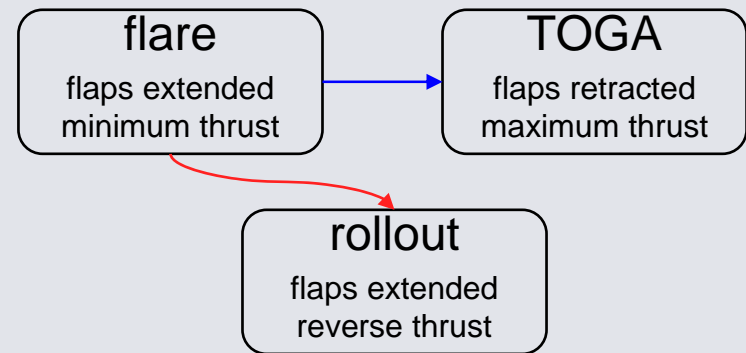 flare
flaps extended
minimum thrust
TOGA
flaps retracted
maximum thrust
rollout
flaps extended
reverse thrust